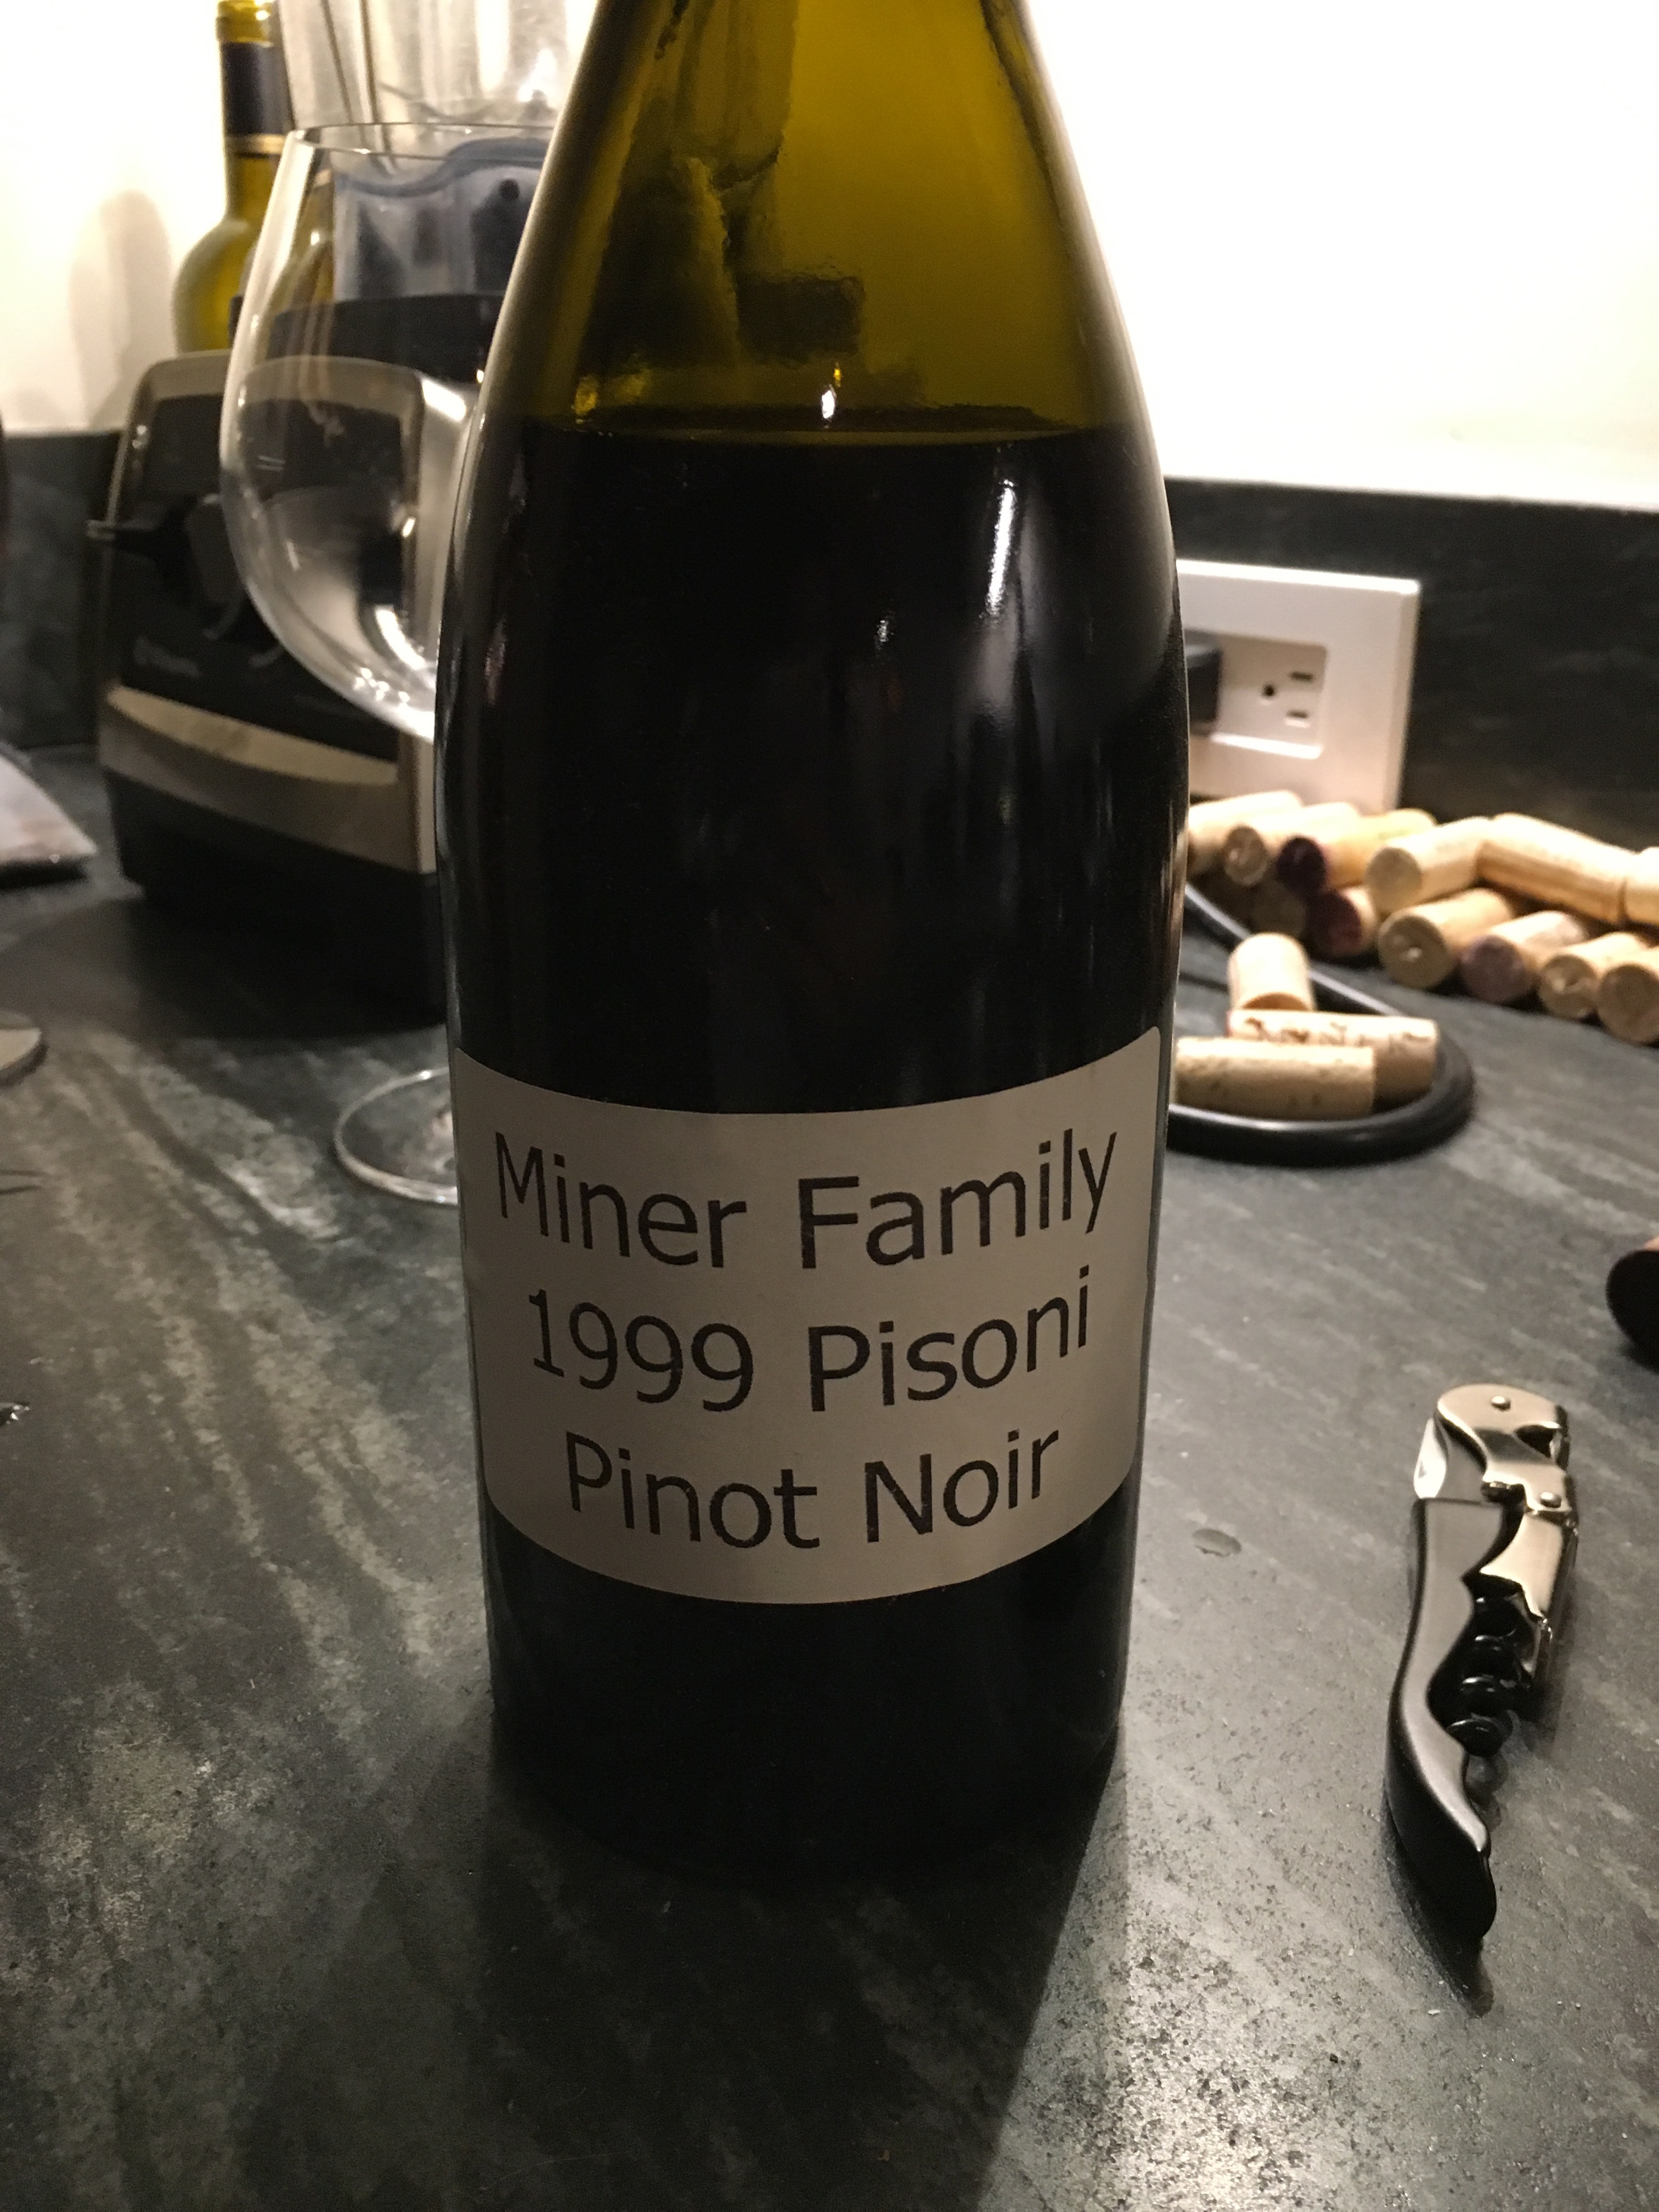 Miner Family
1999 Pisoni
Pinot Noir